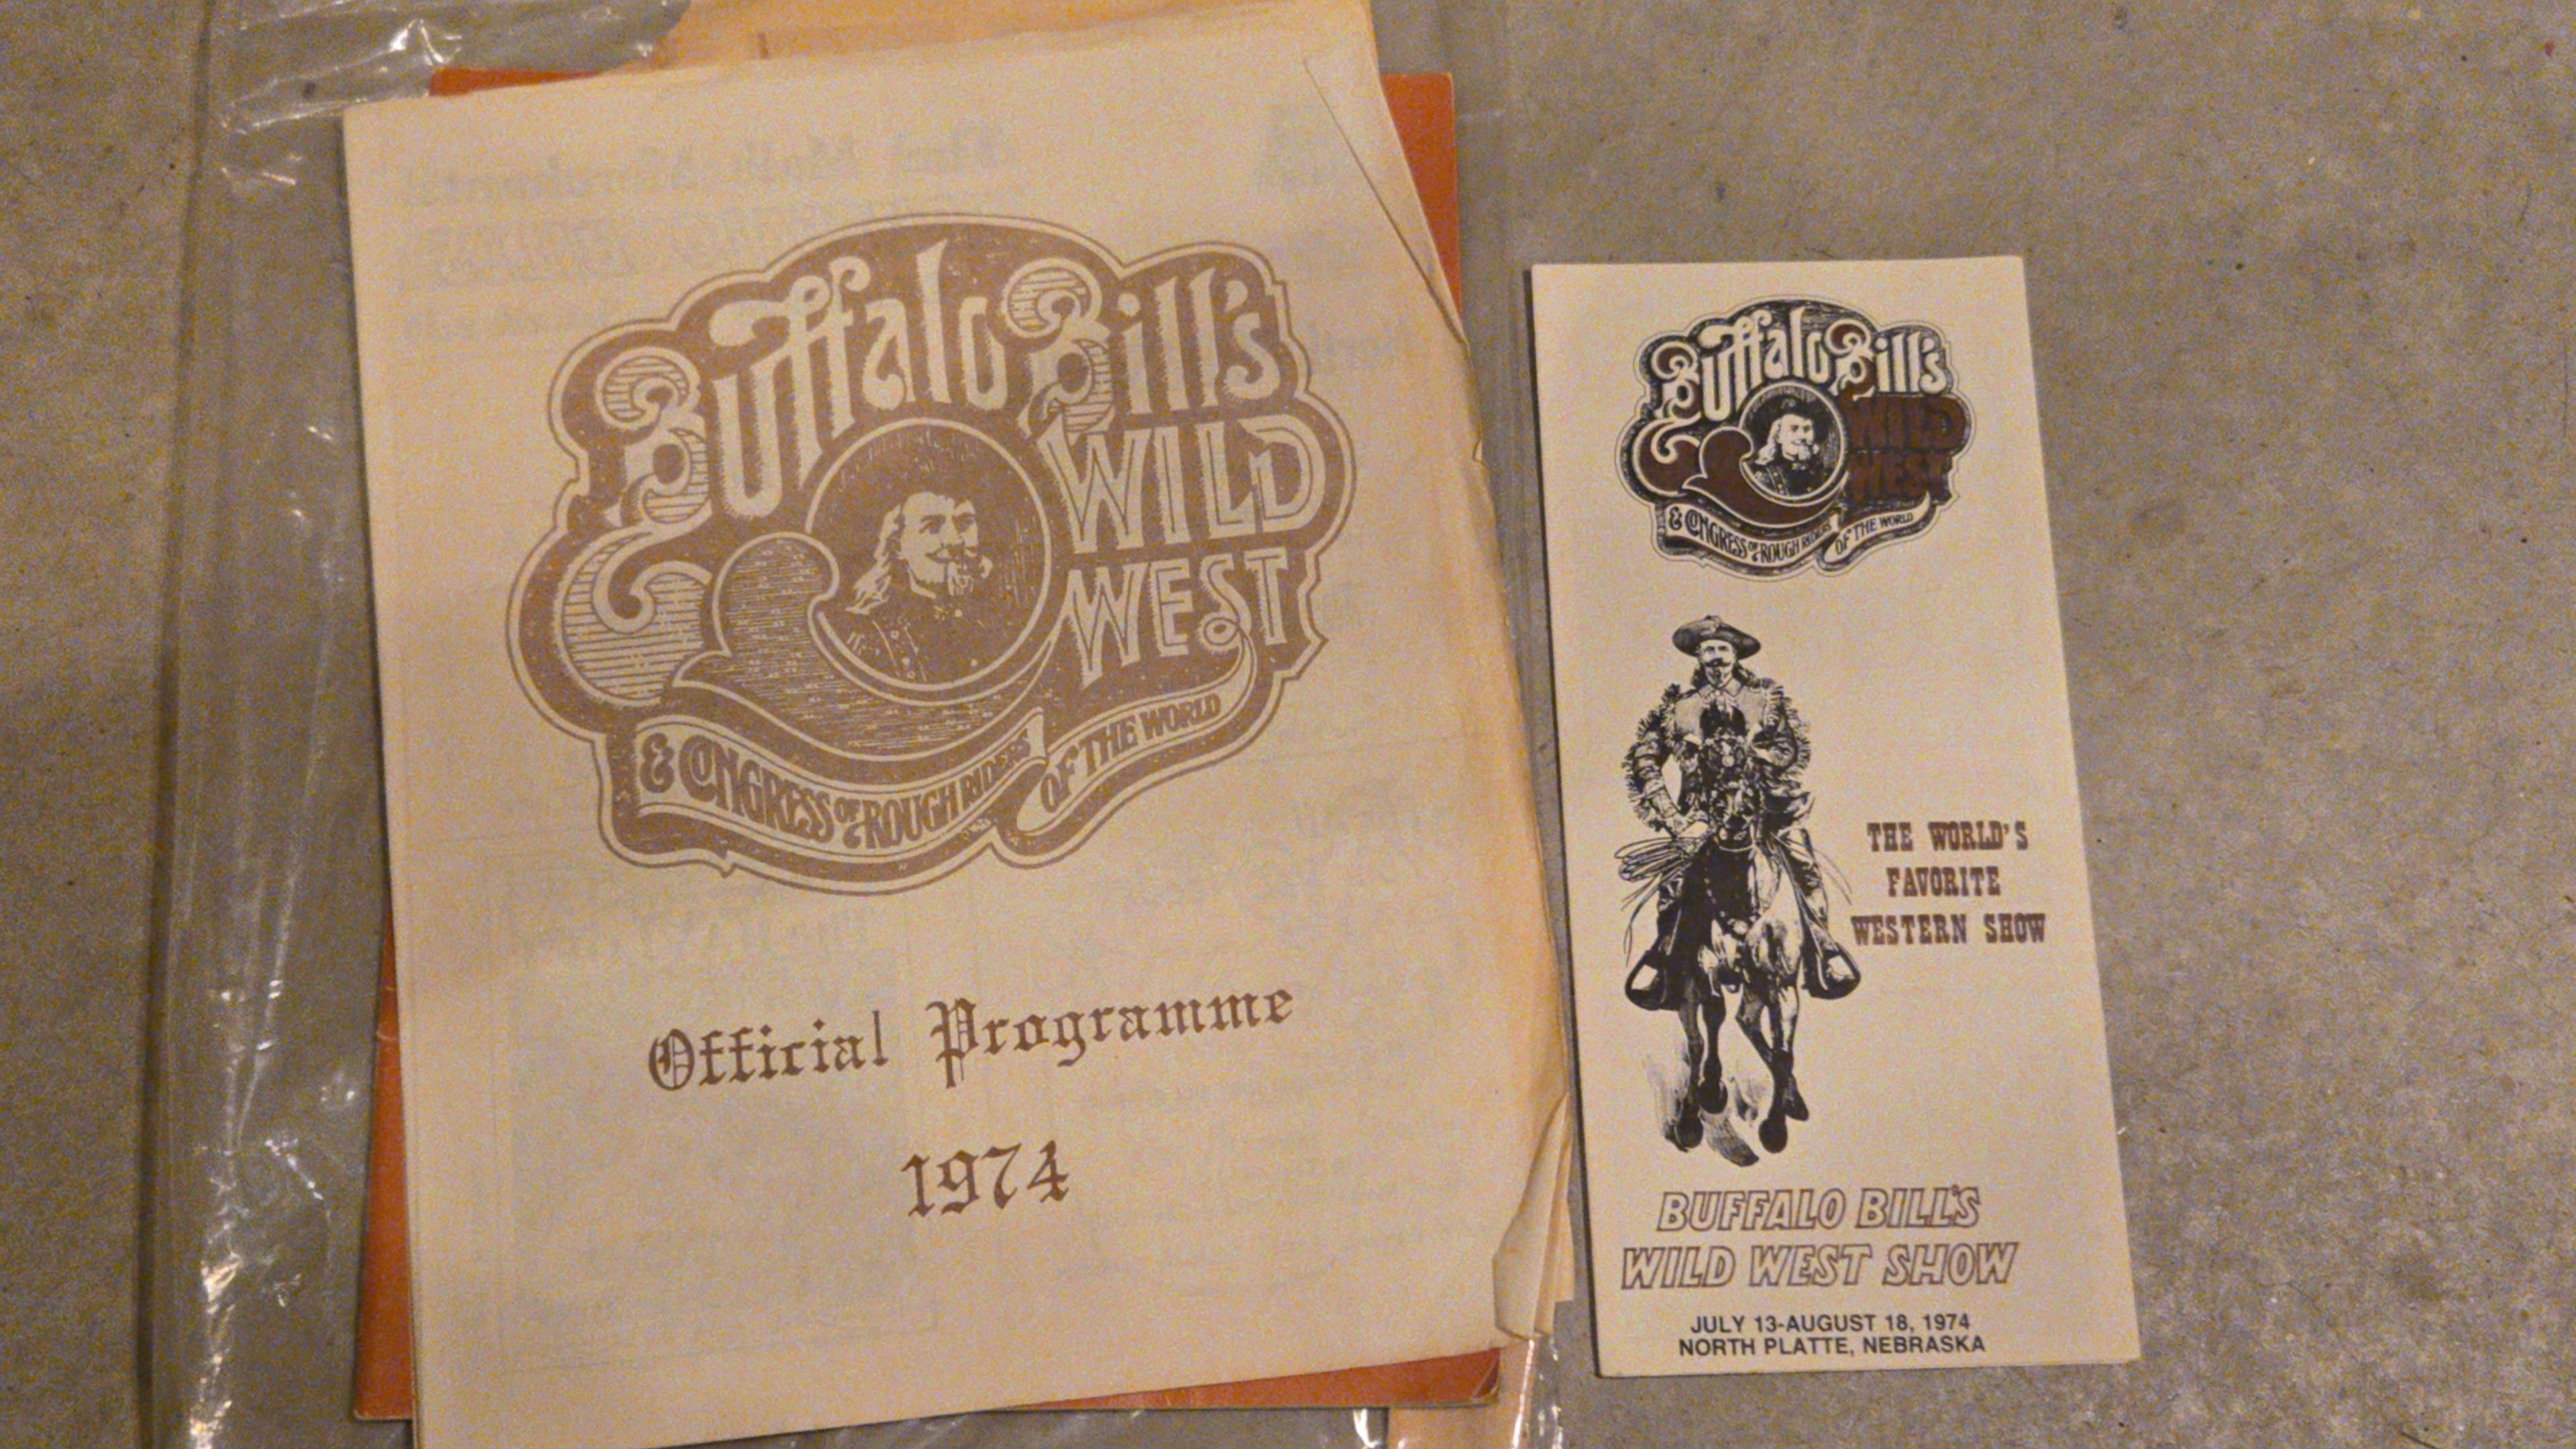 Buffalo Bill's
WILD
WEST
& CONGRESS OF ROUGH RIDERS OF THE WORLD
Official Programme
1974
Buffalo Bill's
WILD
WEST
& CONGRESS OF ROUGH RIDERS OF THE WORLD
THE WORLD'S
FAVORITE
WESTERN SHOW
BUFFALO BILL'S
WILD WEST SHOW
JULY 13-AUGUST 18, 1974
NORTH PLATTE, NEBRASKA